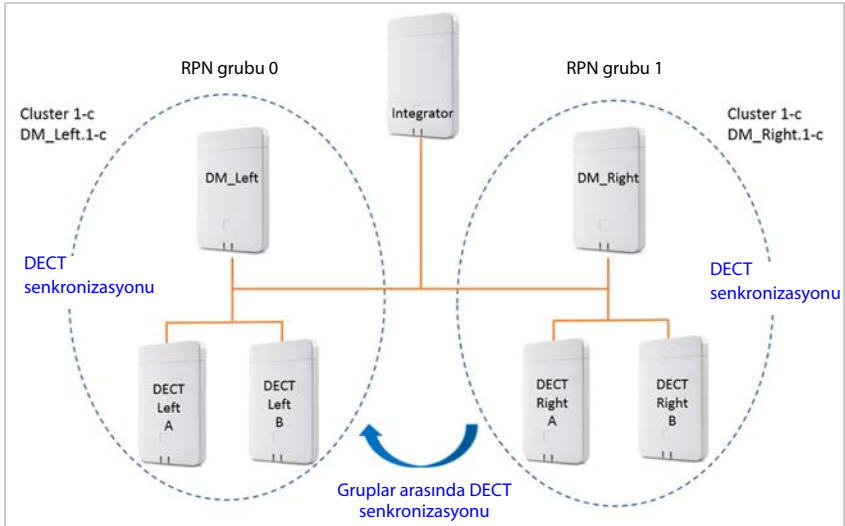 RPN grubu 0
RPN grubu 1
Integrator
Cluster 1-c
DM_Left.1-c
Cluster 1-c
DM_Right.1-c
DM_Left
DM_Right
DECT
senkronizasyonu
DECT
senkronizasyonu
DECT
Left
A
DECT
Left
B
DECT
Right
A
DECT
Right
B
Gruplar arasında DECT
senkronizasyonu